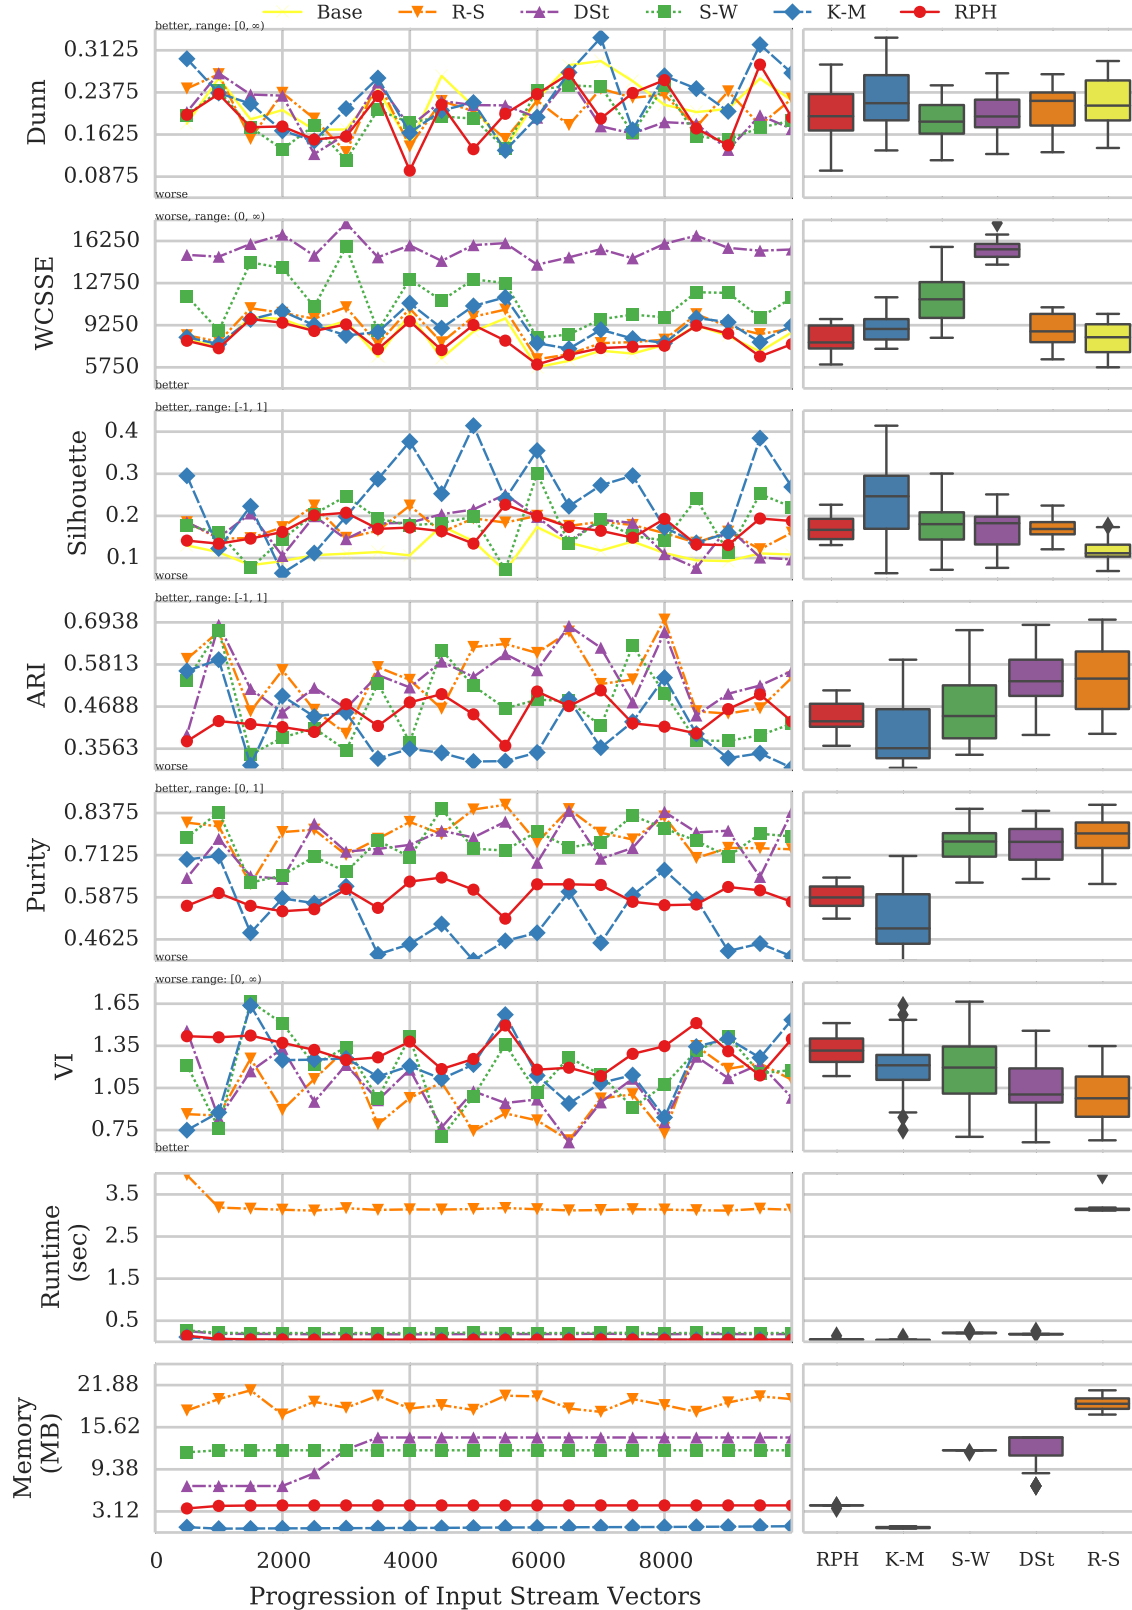 Base R-S DSt S-W K-M RPH
better, range: [0, ∞)
Dunn
0.3125
0.2375
0.1625
0.0875
worse
worse, range: (0, ∞)
WCSSE
16250
12750
9250
5750
better
better, range: [-1, 1]
Silhouette
0.4
0.3
0.2
0.1
worse
better, range: [-1, 1]
ARI
0.6938
0.5813
0.4688
0.3563
worse
better, range: [0, 1]
Purity
0.8375
0.7125
0.5875
0.4625
worse
worse range: [0, ∞)
VI
1.65
1.35
1.05
0.75
better
Runtime
(sec)
3.5
2.5
1.5
0.5
Memory
(MB)
21.88
15.62
9.38
3.12
0 2000 4000 6000 8000
RPH K-M S-W DSt R-S
Progression of Input Stream Vectors